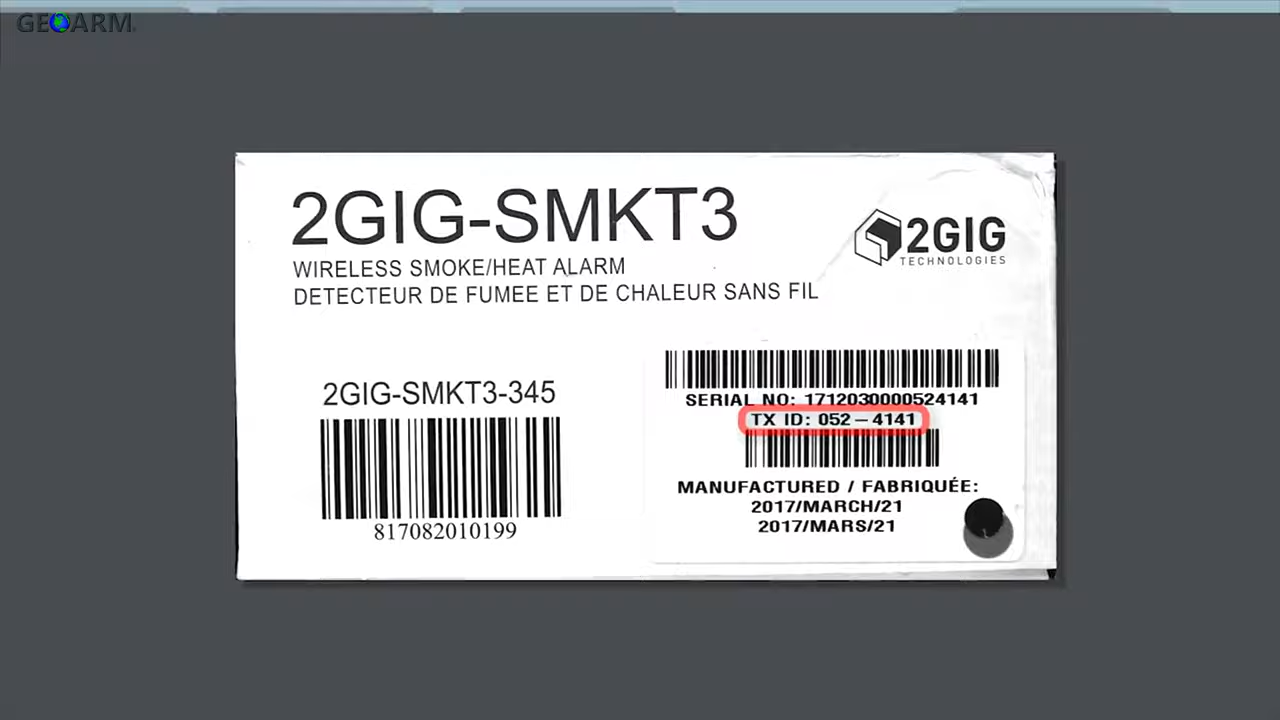 GEOARM
2GIG-SMKT3
WIRELESS SMOKE/HEAT ALARM
DETECTEUR DE FUMEE ET DE CHALEUR SANS FIL
2GIG
TECHNOLOGIES
2GIG-SMKT3-345
817082010199
SERIAL NO: 1712030000524141
TX ID: 052–4141
MANUFACTURED / FABRIQUÉE:
2017/MARCH/21
2017/MARS/21